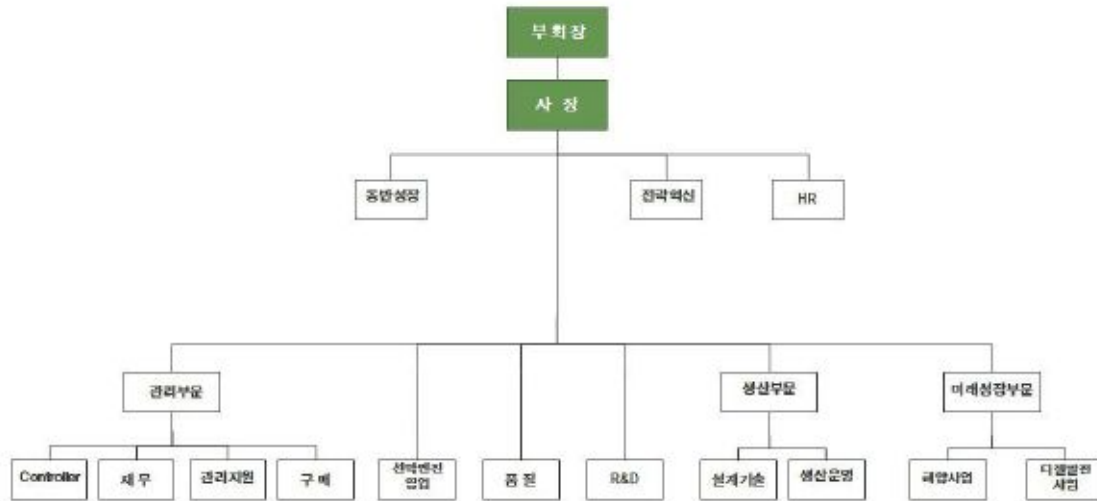 부회장
사 장
동반성장
전략혁신
HR
관리부문
생산부문
미래성장부문
Controller
재 무
관리지원
구 매
선박엔진
영업
품 질
R&D
설계기술
생산운영
해양사업
디젤발전
사업